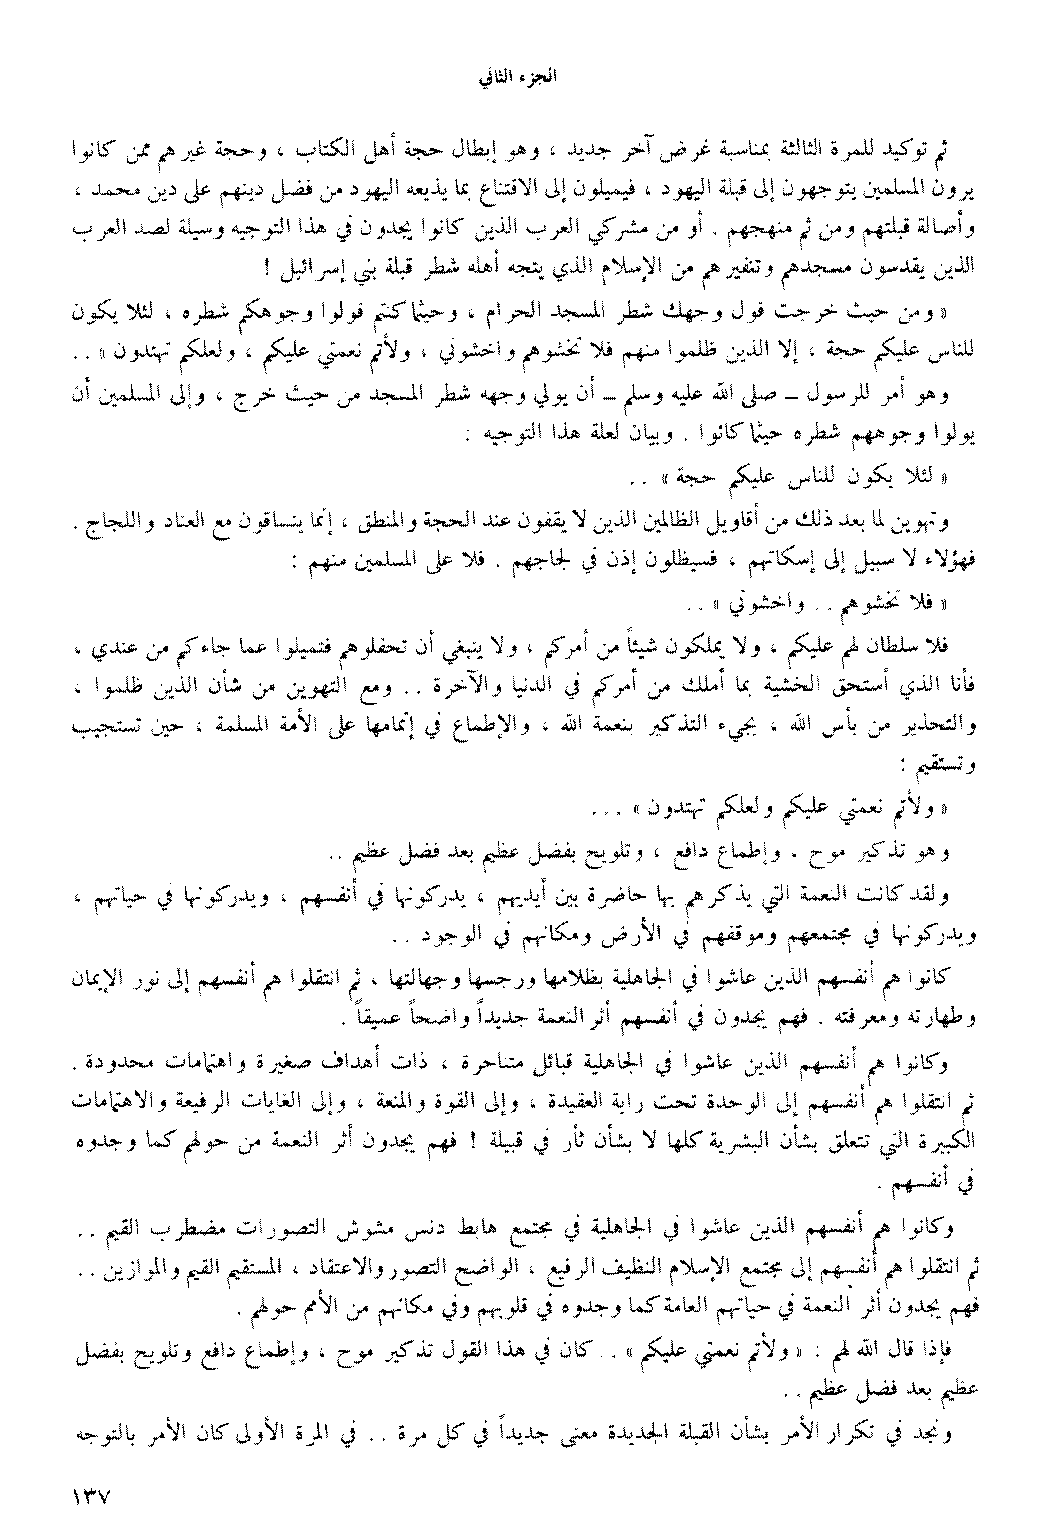 الجزء الثاني
ثم توكيد للمرة الثالثة بمناسبة غرض آخر جديد ، وهو إبطال حجة أهل الكتاب ، وحجة غيرهم ممن كانوا
يرون المسلمين يتوجهون إلى قبلة اليهود ، فيميلون إلى الاقتناع بما يذيعه اليهود من فضل دينهم على دين محمد ،
وأصالة قبلتهم ومن ثم منهجهم . أو من مشركي العرب الذين كانوا يجدون في هذا التوجيه وسيلة لصد العرب
الذين يقدسون مسجدهم وتنفيرهم من الإسلام الذي يتجه أهله شطر قبلة بني إسرائيل !
« ومن حيث خرجت فول وجهك شطر المسجد الحرام ، وحيثما كنتم فولوا وجوهكم شطره ، لئلا يكون
للناس عليكم حجة ، إلا الذين ظلموا منهم فلا تخشوهم واخشوني ، ولأتم نعمتي عليكم ، ولعلكم تهتدون » ..
وهو أمر للرسول – صلى الله عليه وسلم – أن يولي وجهه شطر المسجد من حيث خرج ، وإلى المسلمين أن
يولوا وجوههم شطره حيثما كانوا . وبيان لعلة هذا التوجيه :
« لئلا يكون للناس عليكم حجة » ..
وتهوين لما بعد ذلك من أقاويل الظالمين الذين لا يقفون عند الحجة والمنطق ، إنما ينساقون مع العناد واللجاج .
فهؤلاء لا سبيل إلى إسكاتهم ، فسيظلون إذن في لجاجهم . فلا على المسلمين منهم :
« فلا تخشوهم .. واخشوني » ..
فلا سلطان لهم عليكم ، ولا يملكون شيئاً من أمركم ، ولا ينبغي أن تحفلوهم فتميلوا عما جاءكم من عندي ،
فأنا الذي أستحق الخشية بما أملك من أمركم في الدنيا والآخرة .. ومع التهوين من شأن الذين ظلموا ،
والتحذير من بأس الله ، يجيء التذكير بنعمة الله ، والإطماع في إتمامها على الأمة المسلمة ، حين تستجيب
وتستقيم :
« ولأتم نعمتي عليكم ولعلكم تهتدون » ...
وهو تذكير موح . وإطماع دافع ، وتلويح بفضل عظيم بعد فضل عظيم ..
ولقد كانت النعمة التي يذكرهم بها حاضرة بين أيديهم ، يدركونها في أنفسهم ، ويدركونها في حياتهم ،
ويدركونها في مجتمعهم وموقفهم في الأرض ومكانهم في الوجود ..
كانوا هم أنفسهم الذين عاشوا في الجاهلية بظلامها ورجسها وجهالتها ، ثم انتقلوا هم أنفسهم إلى نور الإيمان
وطهارته ومعرفته . فهم يجدون في أنفسهم أثر النعمة جديداً واضحاً عميقاً .
وكانوا هم أنفسهم الذين عاشوا في الجاهلية قبائل متناحرة ، ذات أهداف صغيرة واهتمامات محدودة .
ثم انتقلوا هم أنفسهم إلى الوحدة تحت راية العقيدة ، وإلى القوة والمنعة ، وإلى الغايات الرفيعة والاهتمامات
الكبيرة التي تتعلق بشأن البشرية كلها لا بشأن ثأر في قبيلة ! فهم يجدون أثر النعمة من حولهم كما وجدوه
في أنفسهم .
وكانوا هم أنفسهم الذين عاشوا في الجاهلية في مجتمع هابط دنس مشوش التصورات مضطرب القيم ..
ثم انتقلوا هم أنفسهم إلى مجتمع الإسلام النظيف الرفيع ، الواضح التصور والاعتقاد ، المستقيم القيم والموازين ..
فهم يجدون أثر النعمة في حياتهم العامة كما وجدوه في قلوبهم وفي مكانهم من الأمم حولهم .
فإذا قال الله لهم : « ولأتم نعمتي عليكم » .. كان في هذا القول تذكير موح ، وإطماع دافع وتلويح بفضل
عظيم بعد فضل عظيم ..
ونجد في تكرار الأمر بشأن القبلة الجديدة معنى جديداً في كل مرة .. في المرة الأولى كان الأمر بالتوجه
١٣٧